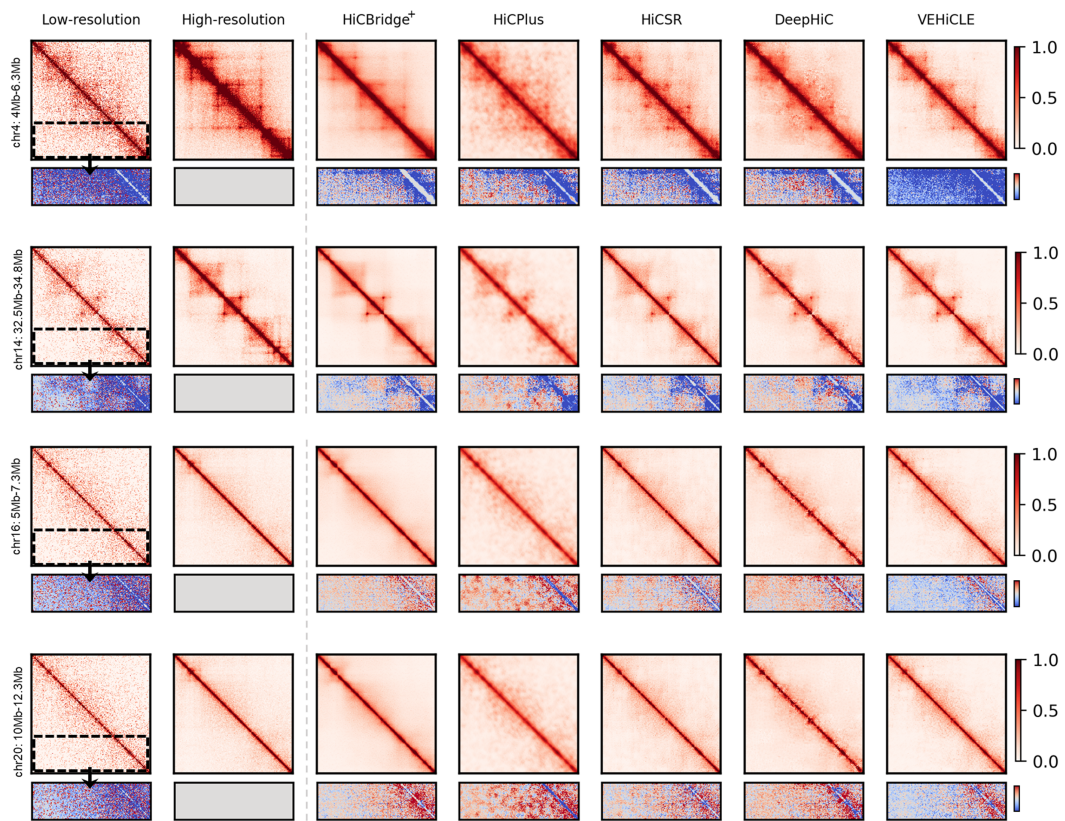 Low-resolution High-resolution HiCBridge+ HiCPlus HiCSR DeepHiC VEHiCLE
chr4: 4Mb-6.3Mb
1.0
0.5
0.0
chr14: 32.5Mb-34.8Mb
1.0
0.5
0.0
chr16: 5Mb-7.3Mb
1.0
0.5
0.0
chr20: 10Mb-12.3Mb
1.0
0.5
0.0